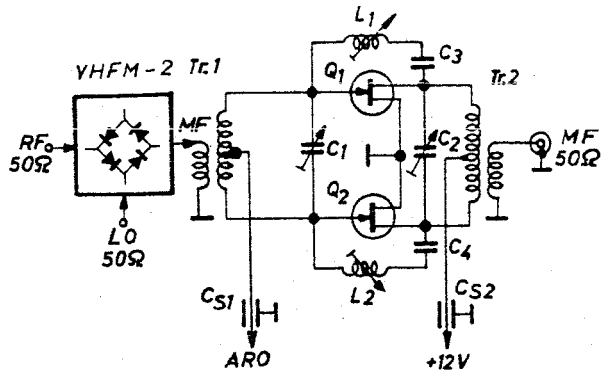 L1
C3
VHFM-2
Tr.1
Q1
Tr.2
MF
RF
50Ω
C1
C2
MF
50Ω
Q2
LO
50Ω
C4
L2
CS1
CS2
ARO
+12V